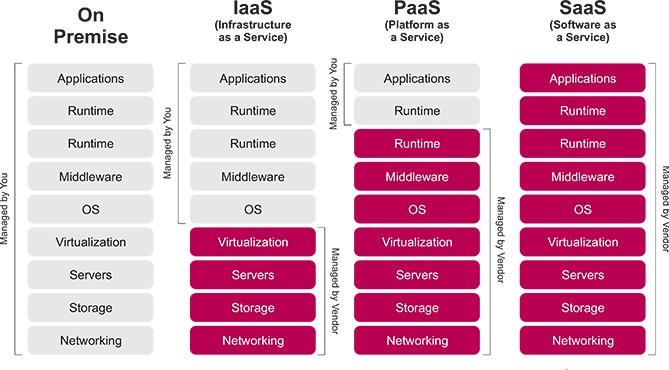 On
Premise
Managed by You
Applications
Runtime
Runtime
Middleware
OS
Virtualization
Servers
Storage
Networking
IaaS
(Infrastructure
as a Service)
Managed by You
Applications
Runtime
Runtime
Middleware
OS
Virtualization
Servers
Storage
Networking
Managed by Vendor
PaaS
(Platform as
a Service)
Managed by You
Applications
Runtime
Runtime
Middleware
OS
Virtualization
Servers
Storage
Networking
Managed by Vendor
SaaS
(Software as
a Service)
Applications
Runtime
Runtime
Middleware
OS
Virtualization
Servers
Storage
Networking
Managed by Vendor